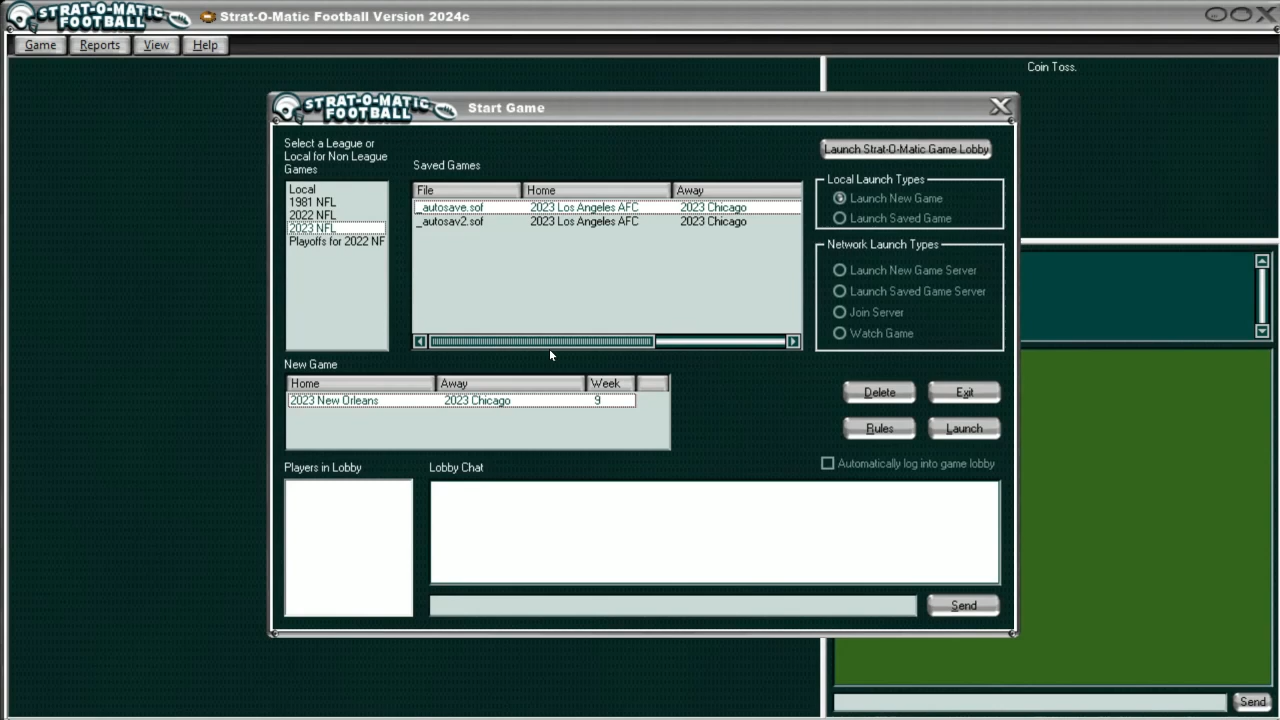 STRAT-O-MATIC
FOOTBALL
Strat-O-Matic Football Version 2024c
Game
Reports
View
Help
Coin Toss.
STRAT-O-MATIC
FOOTBALL
Start Game
Select a League or
Local for Non League
Games
Local
1981 NFL
2022 NFL
2023 NFL
Playoffs for 2022 NF
Saved Games
File Home Away
_autosave.sof 2023 Los Angeles AFC 2023 Chicago
_autosav2.sof 2023 Los Angeles AFC 2023 Chicago
Launch Strat-O-Matic Game Lobby
Local Launch Types
Launch New Game
Launch Saved Game
Network Launch Types
Launch New Game Server
Launch Saved Game Server
Join Server
Watch Game
New Game
Home Away Week
2023 New Orleans 2023 Chicago 9
Delete
Exit
Rules
Launch
Automatically log into game lobby
Players in Lobby
Lobby Chat
Send
Send